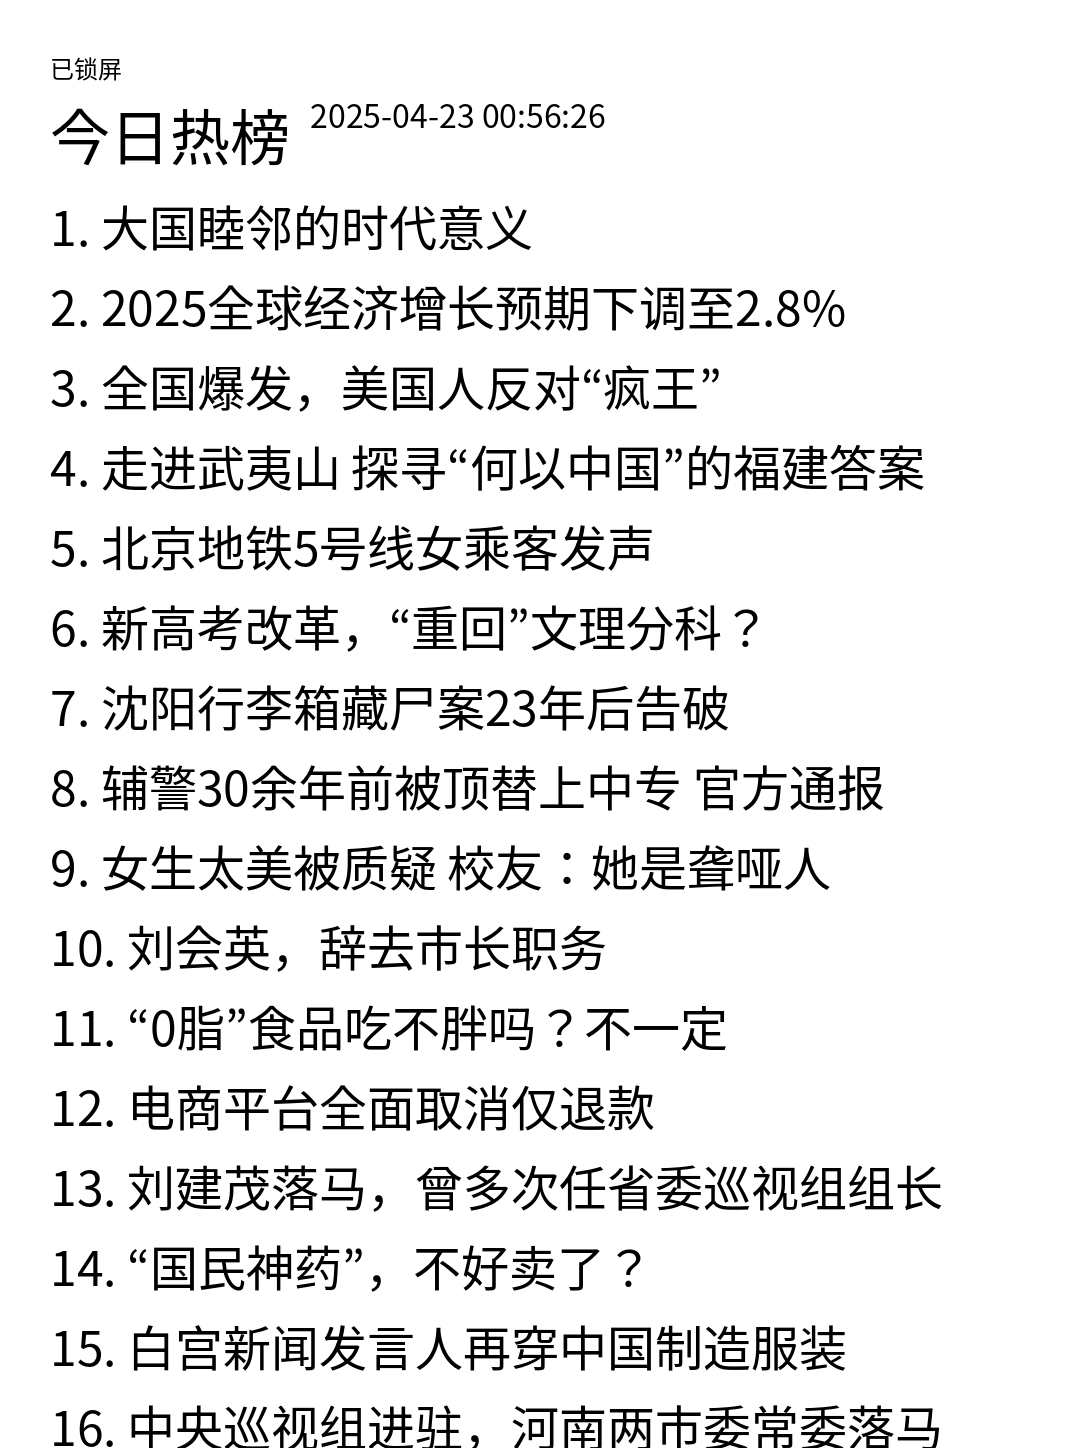 已锁屏
今日热榜 2025-04-23 00:56:26
1. 大国睦邻的时代意义
2. 2025全球经济增长预期下调至2.8%
3. 全国爆发，美国人反对“疯王”
4. 走进武夷山 探寻“何以中国”的福建答案
5. 北京地铁5号线女乘客发声
6. 新高考改革，“重回”文理分科？
7. 沈阳行李箱藏尸案23年后告破
8. 辅警30余年前被顶替上中专 官方通报
9. 女生太美被质疑 校友：她是聋哑人
10. 刘会英，辞去市长职务
11. “0脂”食品吃不胖吗？不一定
12. 电商平台全面取消仅退款
13. 刘建茂落马，曾多次任省委巡视组组长
14. “国民神药”，不好卖了？
15. 白宫新闻发言人再穿中国制造服装
16. 中央巡视组进驻，河南两市委常委落马